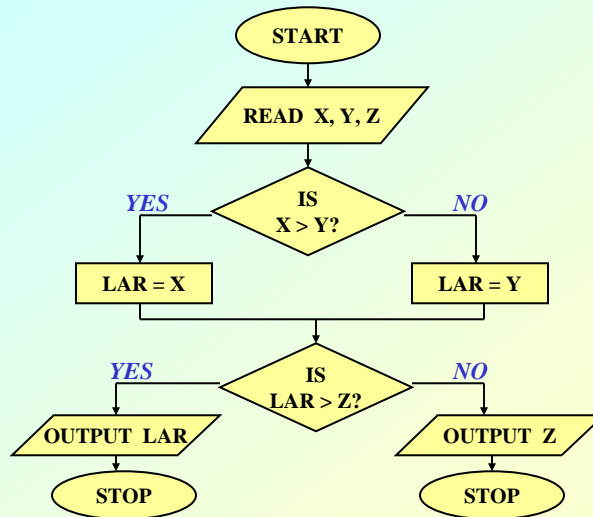 START
READ X, Y, Z
IS
X > Y?
YES
NO
LAR = X
LAR = Y
IS
LAR > Z?
YES
NO
OUTPUT LAR
OUTPUT Z
STOP
STOP